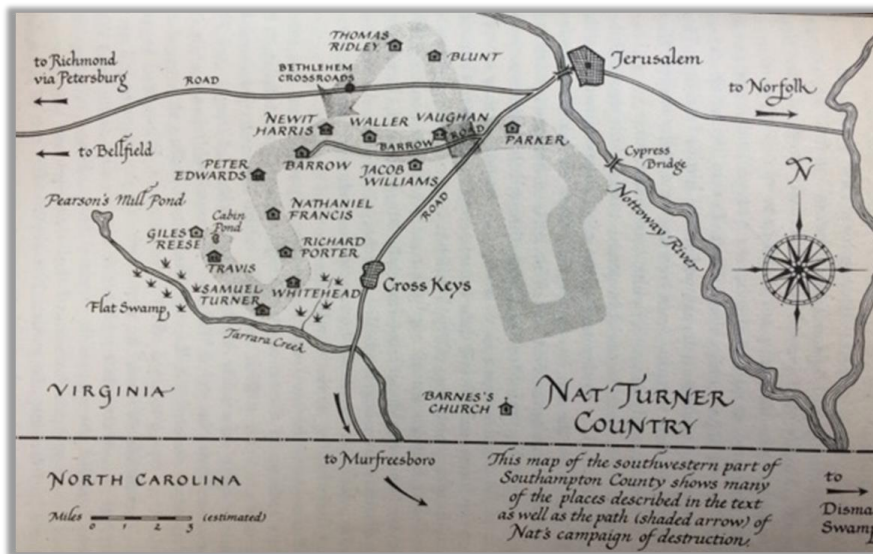 THOMAS
RIDLEY
BLUNT
Jerusalem
to Richmond
via Petersburg
BETHLEHEM
CROSSROADS
ROAD
to Norfolk
NEWIT
HARRIS
WALLER
VAUGHAN
PARKER
to Bellfield
BARROW ROAD
BARROW
JACOB
WILLIAMS
Cypress
Bridge
PETER
EDWARDS
N
Pearson's Mill Pond
NATHANIEL
FRANCIS
ROAD
Nottoway River
Cabin
Pond
GILES
REESE
RICHARD
PORTER
TRAVIS
Cross Keys
SAMUEL
TURNER
WHITEHEAD
Flat Swamp
Tarrara Creek
VIRGINIA
BARNES'S
CHURCH
NAT TURNER
COUNTRY
NORTH CAROLINA
to Murfreesboro
This map of the southwestern part of
Southampton County shows many
of the places described in the text
as well as the path (shaded arrow) of
Nat's campaign of destruction.
to
Disma
Swamp
Miles 0 1 2 3 (estimated)